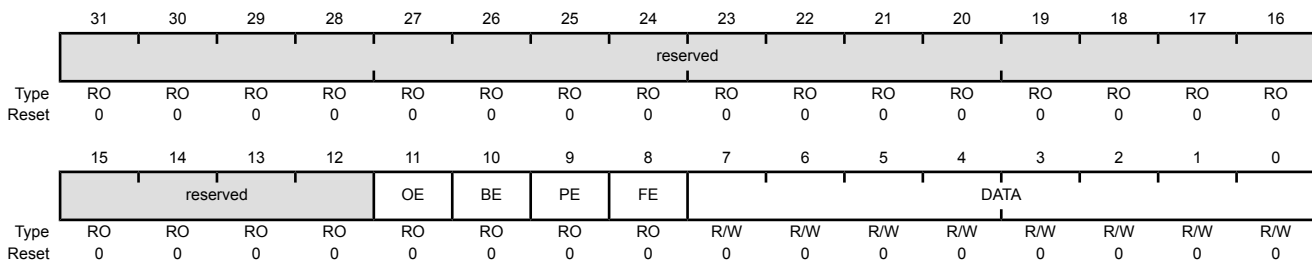 31 30 29 28 27 26 25 24 23 22 21 20 19 18 17 16
reserved
Type RO RO RO RO RO RO RO RO RO RO RO RO RO RO RO RO
Reset 0 0 0 0 0 0 0 0 0 0 0 0 0 0 0 0
15 14 13 12 11 10 9 8 7 6 5 4 3 2 1 0
reserved OE BE PE FE DATA
Type RO RO RO RO RO RO RO RO R/W R/W R/W R/W R/W R/W R/W R/W
Reset 0 0 0 0 0 0 0 0 0 0 0 0 0 0 0 0